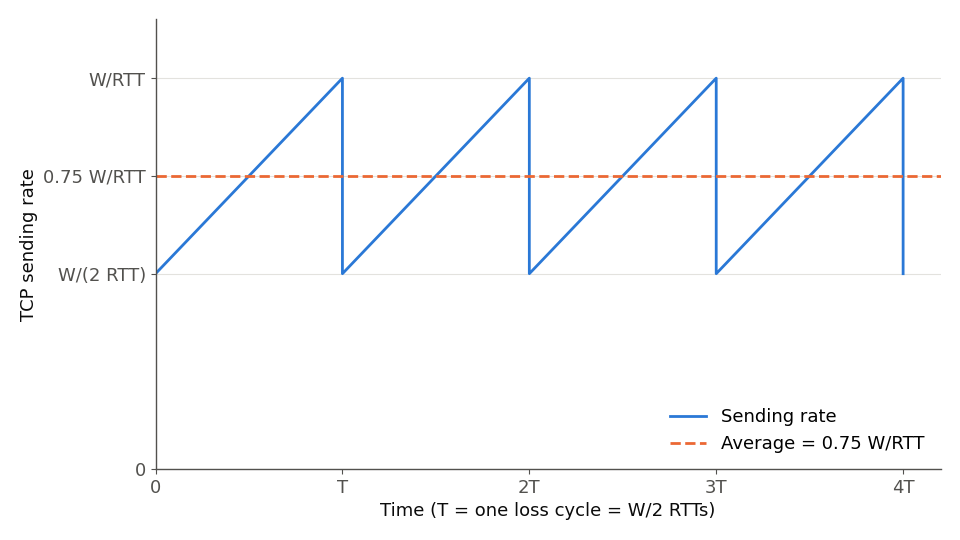 W/RTT
0.75 W/RTT
W/(2 RTT)
0
TCP sending rate
Sending rate
Average = 0.75 W/RTT
0 T 2T 3T 4T
Time (T = one loss cycle = W/2 RTTs)